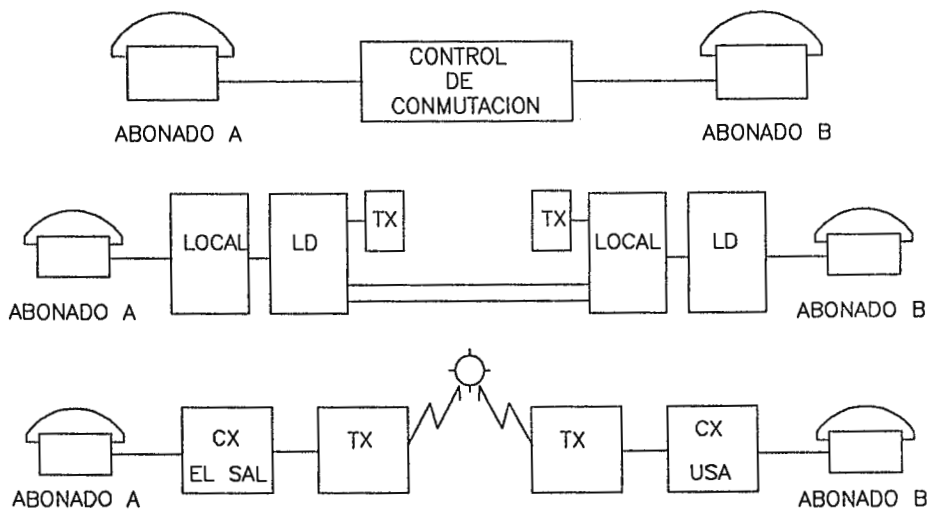 CONTROL
DE
CONMUTACION
ABONADO A
ABONADO B
TX
TX
LOCAL
LD
LOCAL
LD
ABONADO A
ABONADO B
CX
EL SAL
TX
TX
CX
USA
ABONADO A
ABONADO B